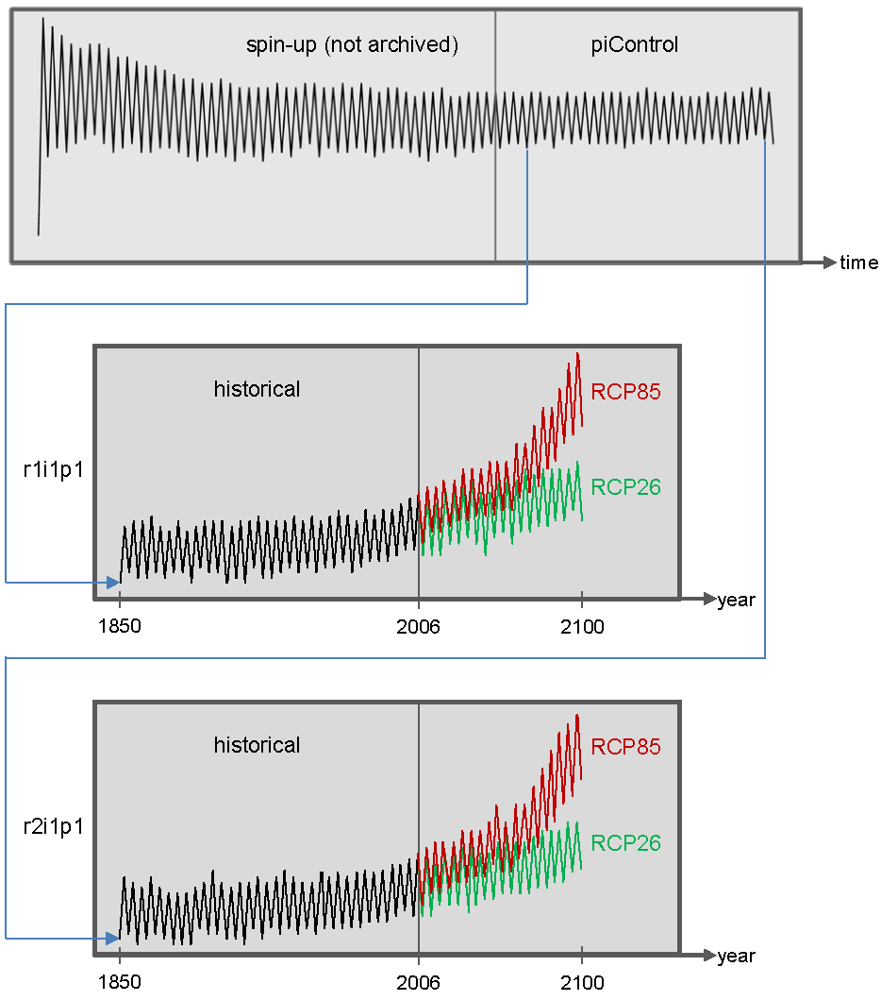 spin-up (not archived)
piControl
time
historical
RCP85
r1i1p1
RCP26
year
1850
2006
2100
historical
RCP85
r2i1p1
RCP26
year
1850
2006
2100